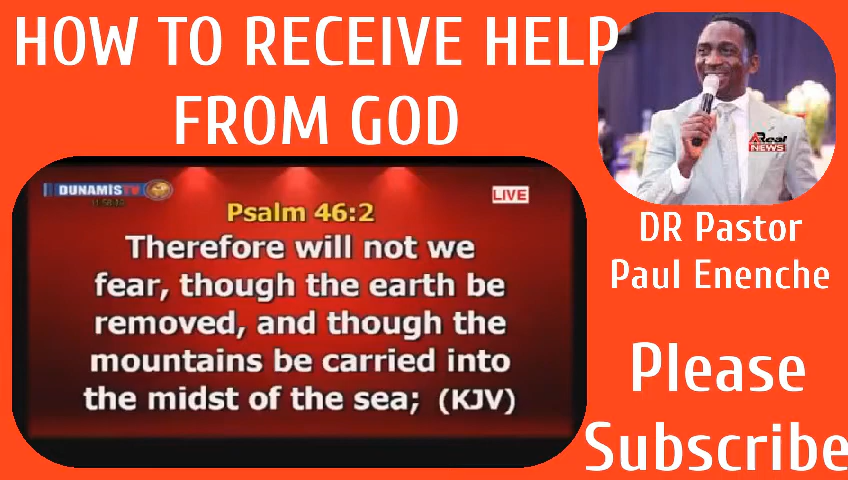 HOW TO RECEIVE HELP
FROM GOD
AReal
NEWS
DR Pastor
Paul Enenche
Please
Subscribe
DUNAMIS TV
LIVE
Psalm 46:2
Therefore will not we
fear, though the earth be
removed, and though the
mountains be carried into
the midst of the sea; (KJV)